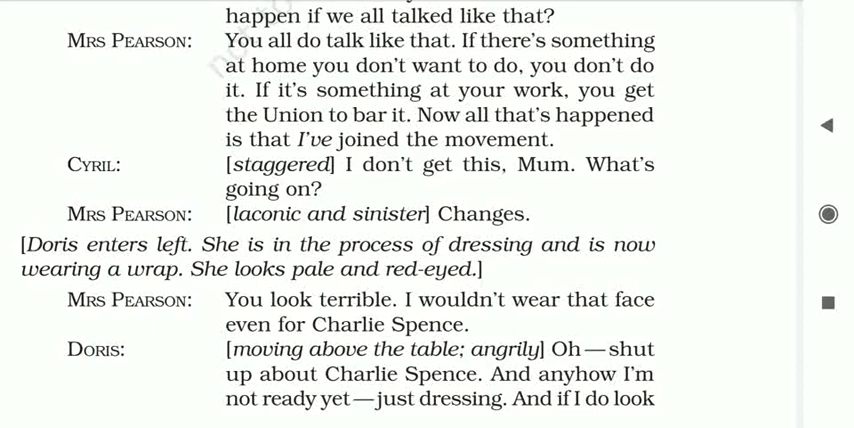 happen if we all talked like that?
MRS PEARSON: You all do talk like that. If there's something
at home you don't want to do, you don't do
it. If it's something at your work, you get
the Union to bar it. Now all that's happened
is that I've joined the movement.
CYRIL: [staggered] I don't get this, Mum. What's
going on?
MRS PEARSON: [laconic and sinister] Changes.
[Doris enters left. She is in the process of dressing and is now
wearing a wrap. She looks pale and red-eyed.]
MRS PEARSON: You look terrible. I wouldn't wear that face
even for Charlie Spence.
DORIS: [moving above the table; angrily] Oh—shut
up about Charlie Spence. And anyhow I'm
not ready yet—just dressing. And if I do look